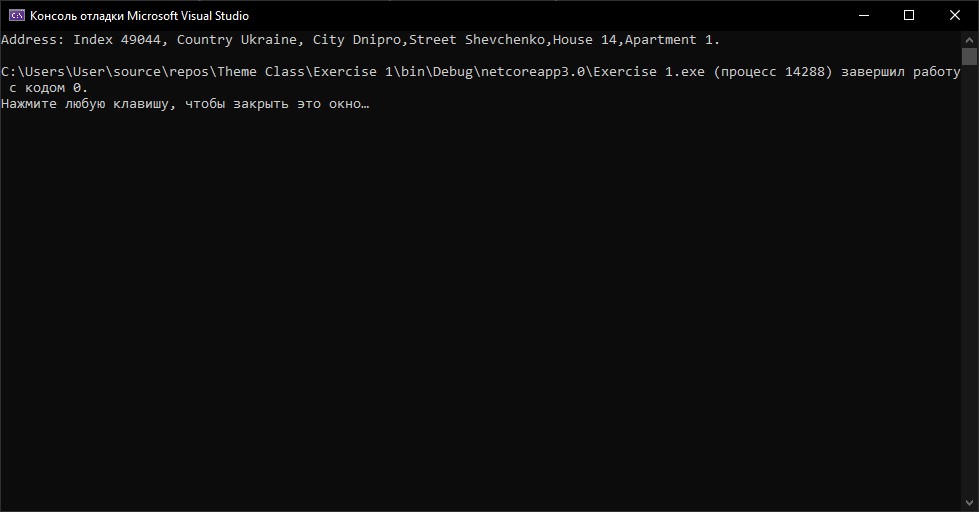 Консоль отладки Microsoft Visual Studio
Address: Index 49044, Country Ukraine, City Dnipro,Street Shevchenko,House 14,Apartment 1.
C:\Users\User\source\repos\Theme Class\Exercise 1\bin\Debug\netcoreapp3.0\Exercise 1.exe (процесс 14288) завершил работу
с кодом 0.
Нажмите любую клавишу, чтобы закрыть это окно…